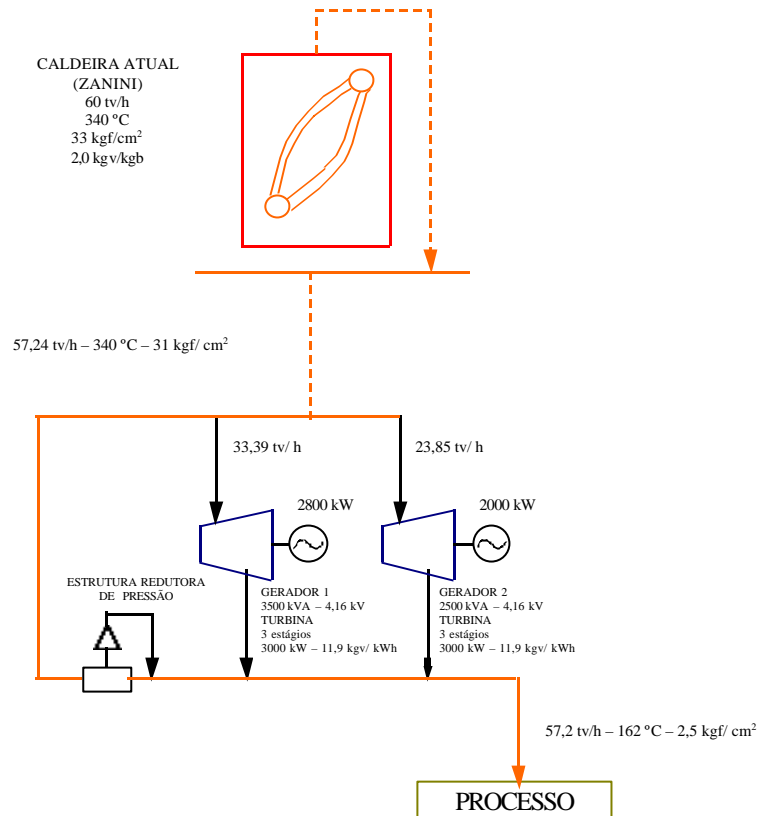 CALDEIRA ATUAL
(ZANINI)
60 tv/h
340 ºC
33 kgf/cm²
2,0 kgv/kgb
57,24 tv/h – 340 ºC – 31 kgf/ cm²
33,39 tv/ h
23,85 tv/ h
2800 kW
2000 kW
ESTRUTURA REDUTORA
DE PRESSÃO
GERADOR 1
3500 kVA – 4,16 kV
TURBINA
3 estágios
3000 kW – 11,9 kgv/ kWh
GERADOR 2
2500 kVA – 4,16 kV
TURBINA
3 estágios
3000 kW – 11,9 kgv/ kWh
57,2 tv/h – 162 ºC – 2,5 kgf/ cm²
PROCESSO